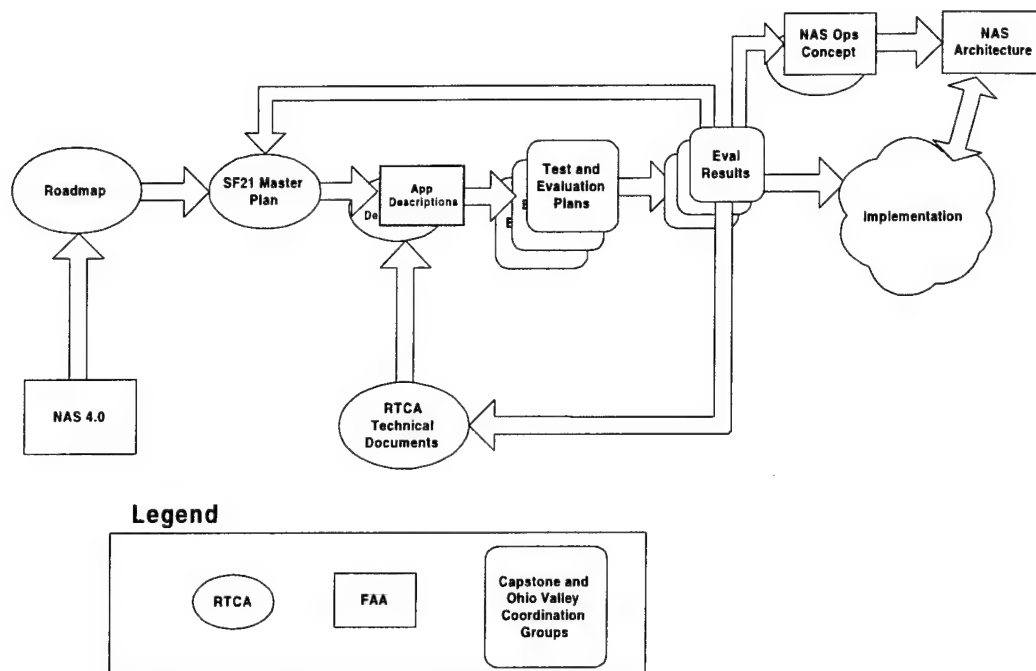 NAS Ops
Concept
NAS
Architecture
Roadmap
SF21 Master
Plan
App
Descriptions
De
Test and
Evaluation
Plans
E
E
Eval
Results
Implementation
NAS 4.0
RTCA
Technical
Documents
Legend
RTCA
FAA
Capstone and
Ohio Valley
Coordination
Groups